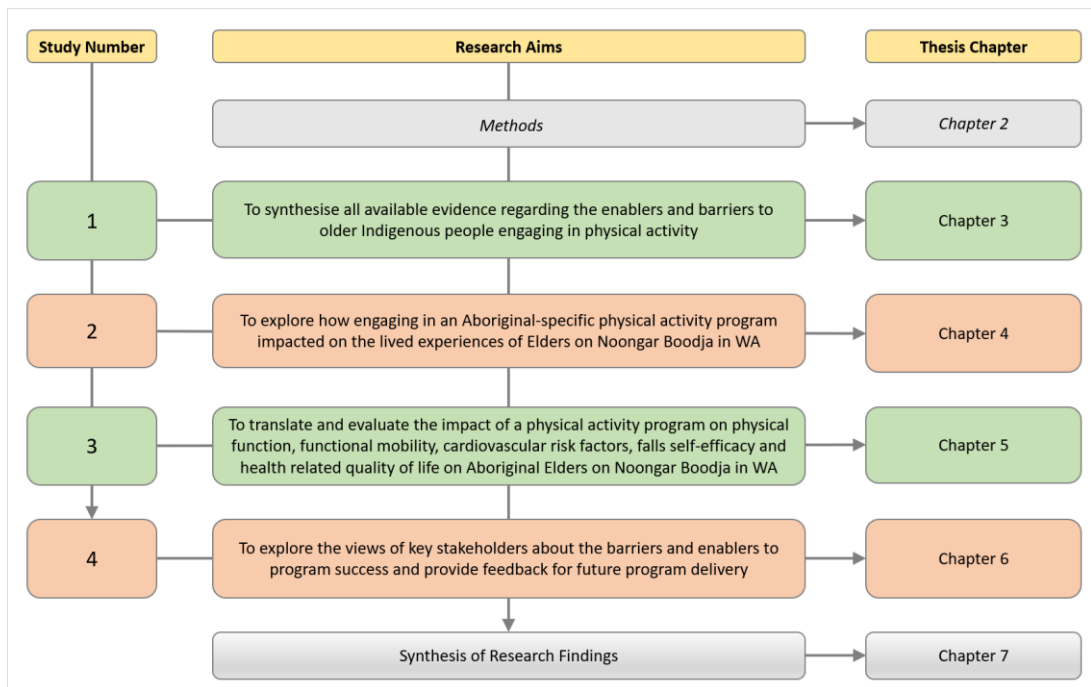 Study Number
Research Aims
Thesis Chapter
Methods
Chapter 2
1
To synthesise all available evidence regarding the enablers and barriers to
older Indigenous people engaging in physical activity
Chapter 3
2
To explore how engaging in an Aboriginal-specific physical activity program
impacted on the lived experiences of Elders on Noongar Boodja in WA
Chapter 4
3
To translate and evaluate the impact of a physical activity program on physical
function, functional mobility, cardiovascular risk factors, falls self-efficacy and
health related quality of life on Aboriginal Elders on Noongar Boodja in WA
Chapter 5
4
To explore the views of key stakeholders about the barriers and enablers to
program success and provide feedback for future program delivery
Chapter 6
Synthesis of Research Findings
Chapter 7